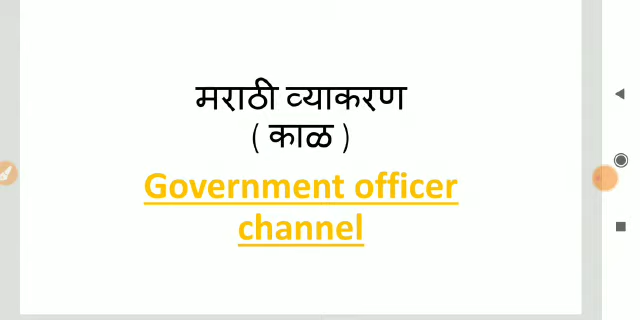 मराठी व्याकरण
( काळ )
Government officer
channel